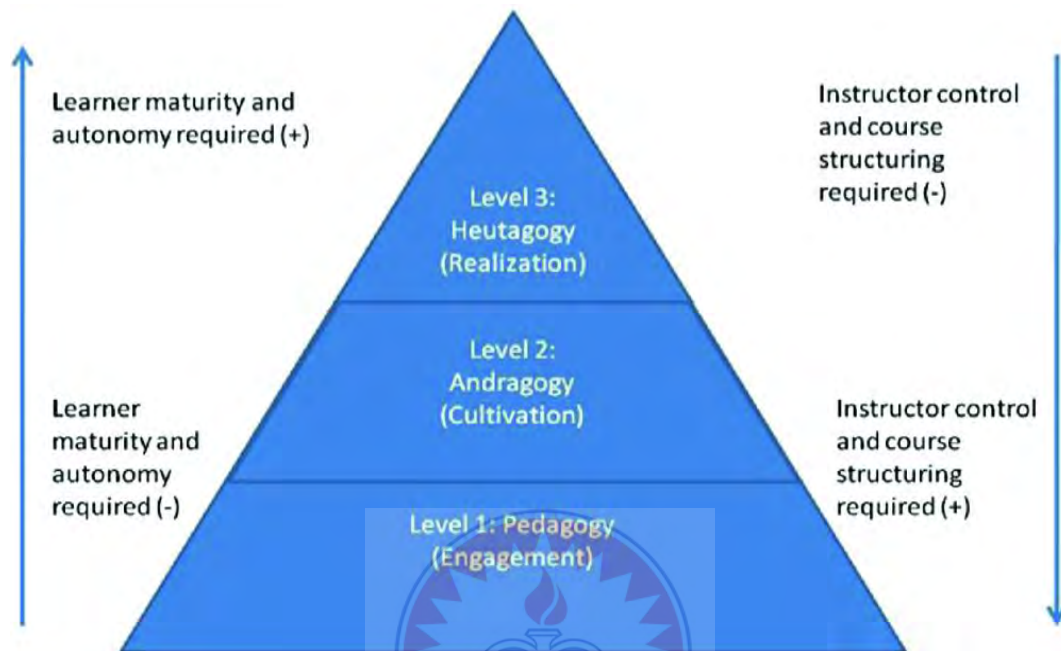 Learner maturity and
autonomy required (+)
Instructor control
and course
structuring
required (-)
Level 3:
Heutagogy
(Realization)
Level 2:
Andragogy
(Cultivation)
Learner
maturity and
autonomy
required (-)
Instructor control
and course
structuring
required (+)
Level 1: Pedagogy
(Engagement)